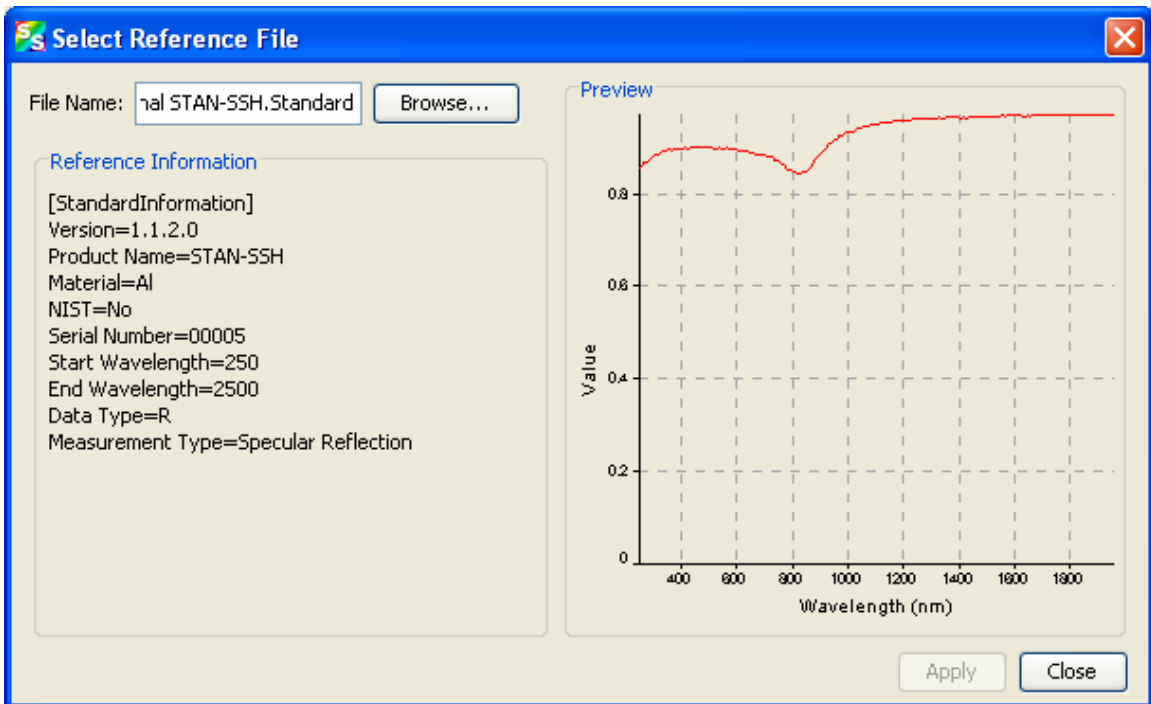 Select Reference File
File Name: nal STAN-SSH.Standard Browse...
Reference Information
[StandardInformation]
Version=1.1.2.0
Product Name=STAN-SSH
Material=Al
NIST=No
Serial Number=00005
Start Wavelength=250
End Wavelength=2500
Data Type=R
Measurement Type=Specular Reflection
Preview
0.8
0.6
0.4
0.2
0
Value
400 600 800 1000 1200 1400 1600 1800
Wavelength (nm)
Apply Close